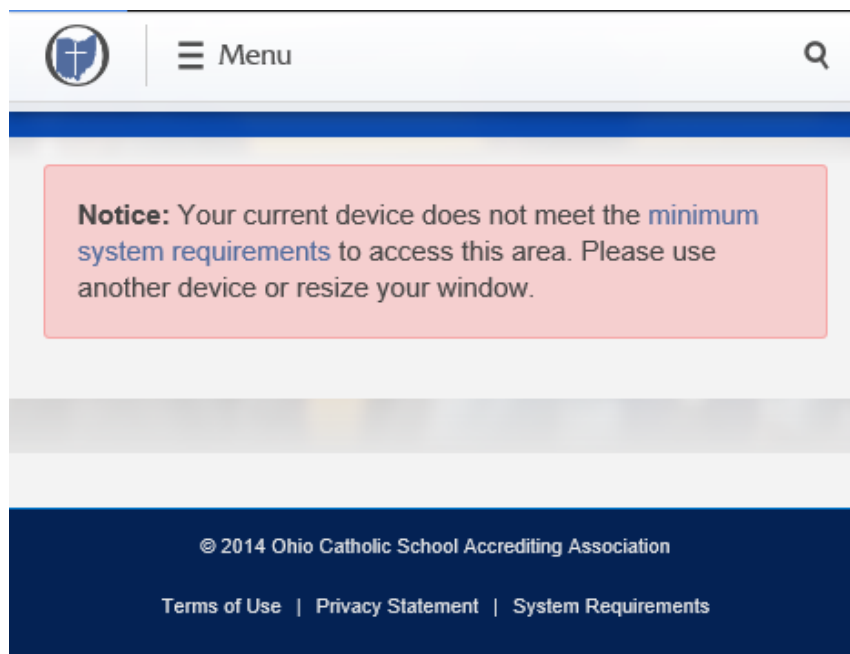 Menu
Notice: Your current device does not meet the minimum
system requirements to access this area. Please use
another device or resize your window.
© 2014 Ohio Catholic School Accrediting Association
Terms of Use | Privacy Statement | System Requirements